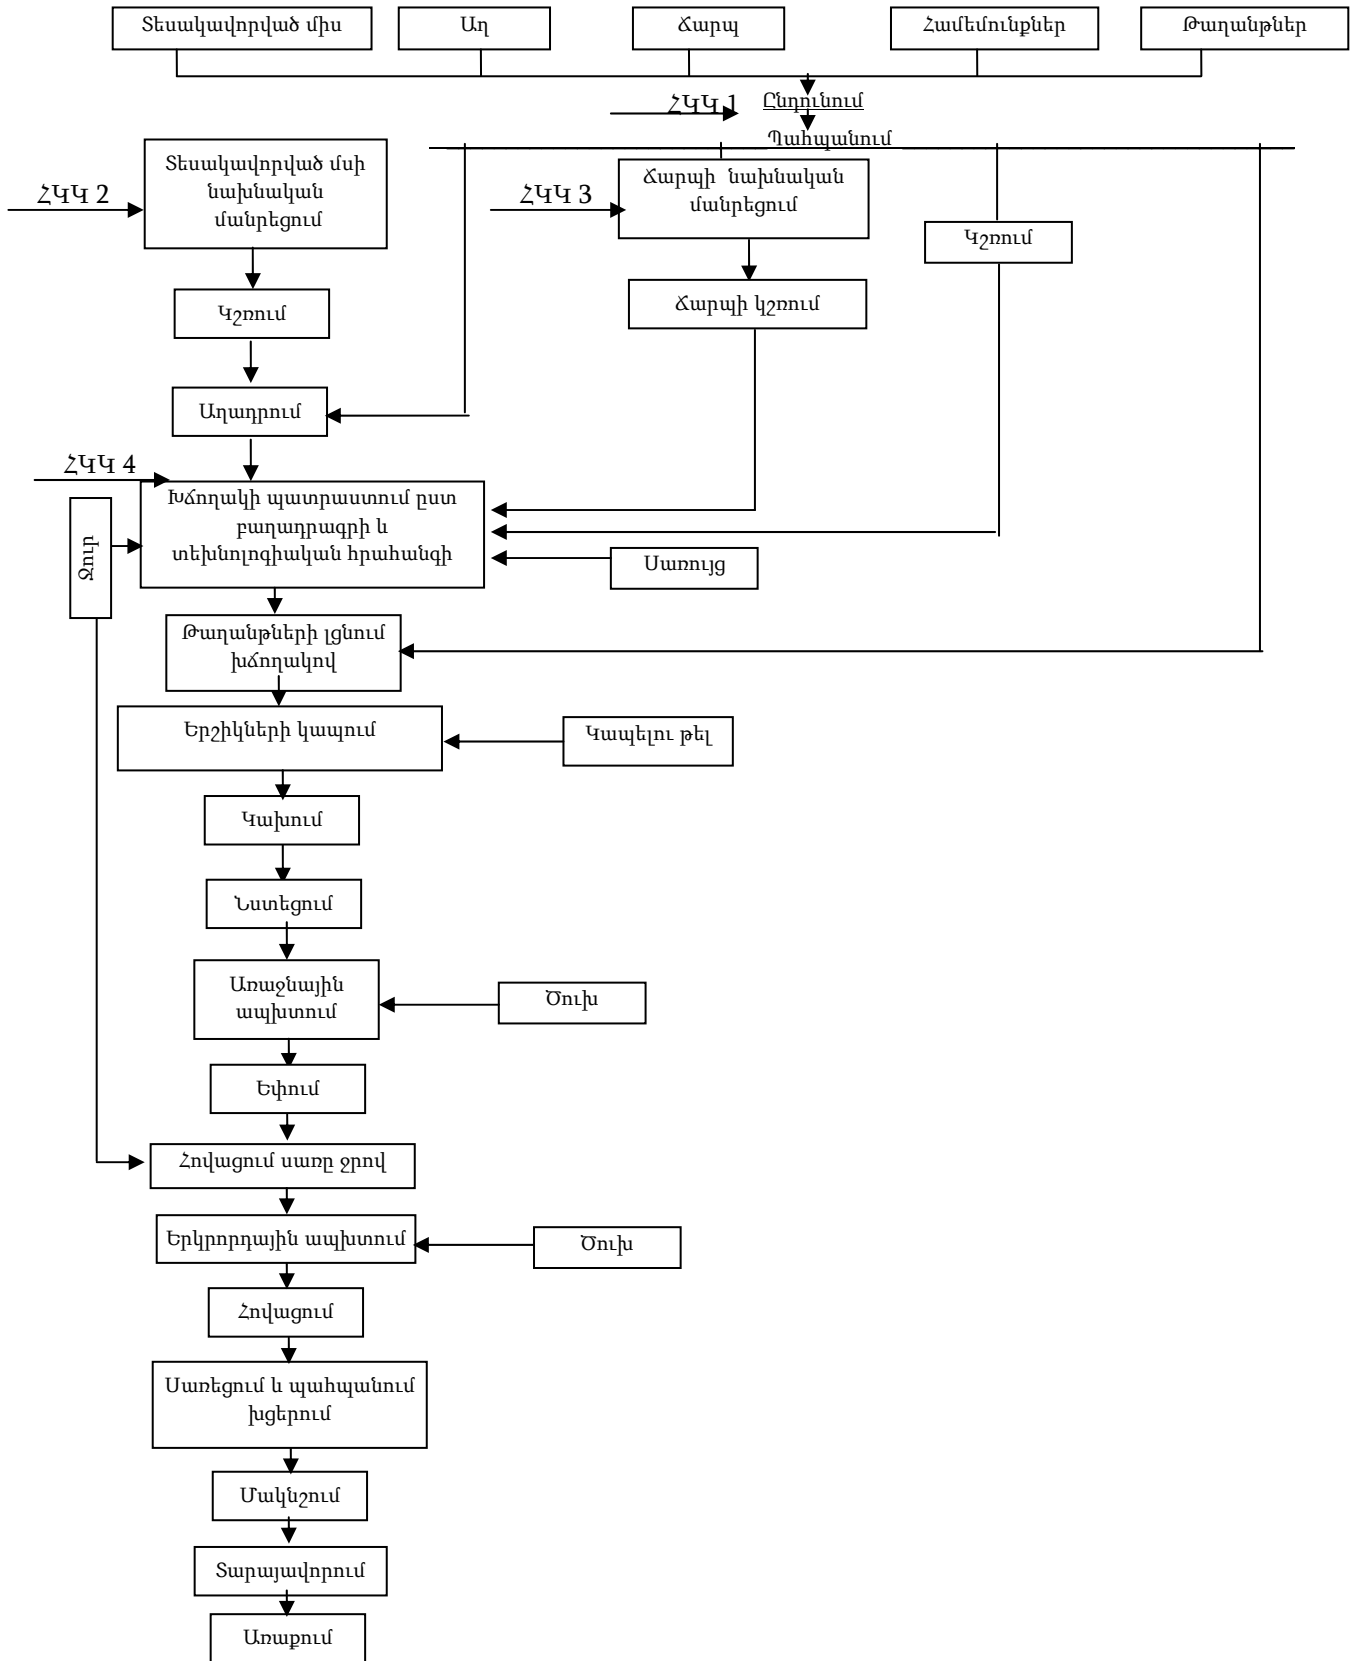 Տեսակավորված միս
Աղ
Ճարպ
Համեմունքներ
Թաղանթներ
ՀԿԿ 1
Ընդունում
Պահպանում
ՀԿԿ 2
Տեսակավորված մսի
նախնական
մանրեցում
ՀԿԿ 3
Ճարպի նախնական
մանրեցում
Կշռում
Կշռում
Ճարպի կշռում
Աղադրում
ՀԿԿ 4
Խճողակի պատրաստում ըստ
բաղադրագրի և
տեխնոլոգիական հրահանգի
Ջուր
Սառույց
Թաղանթների լցնում
խճողակով
Երշիկների կապում
Կապելու թել
Կախում
Նստեցում
Առաջնային
ապխտում
Ծուխ
Եփում
Հովացում սառը ջրով
Երկրորդային ապխտում
Ծուխ
Հովացում
Սառեցում և պահպանում
խցերում
Մակնշում
Տարայավորում
Առաքում